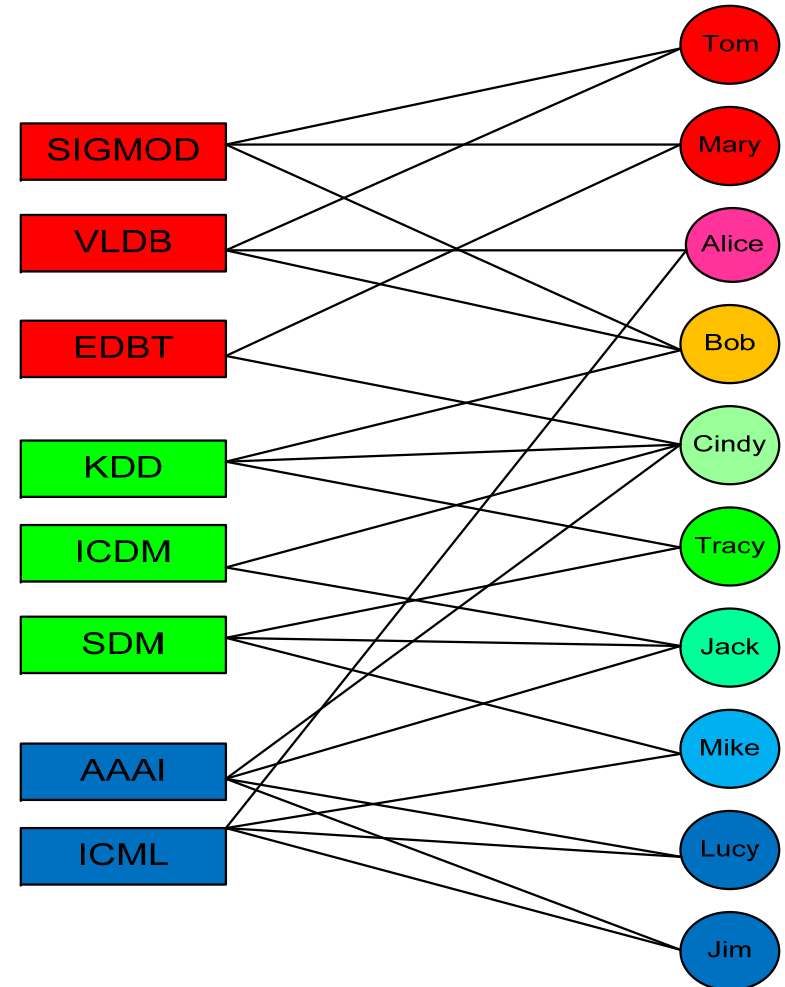 SIGMOD
VLDB
EDBT
KDD
ICDM
SDM
AAAI
ICML
Tom
Mary
Alice
Bob
Cindy
Tracy
Jack
Mike
Lucy
Jim